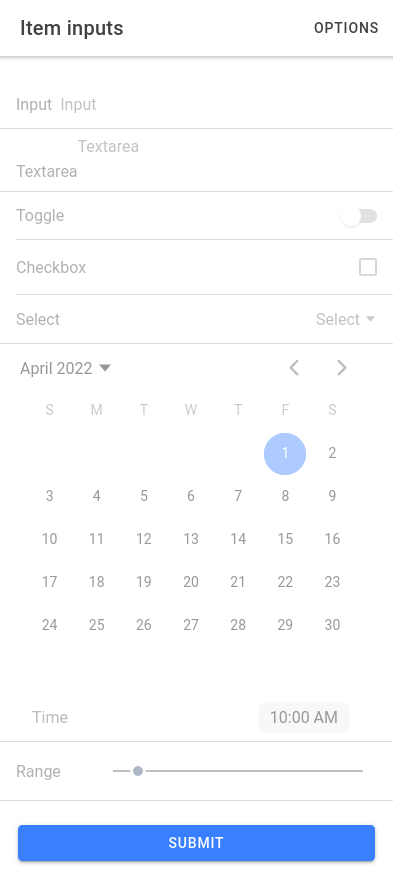 Item inputs OPTIONS
Input Input
Textarea
Textarea
Toggle
Checkbox
Select Select
April 2022
S M T W T F S
1 2
3 4 5 6 7 8 9
10 11 12 13 14 15 16
17 18 19 20 21 22 23
24 25 26 27 28 29 30
Time 10:00 AM
Range
SUBMIT